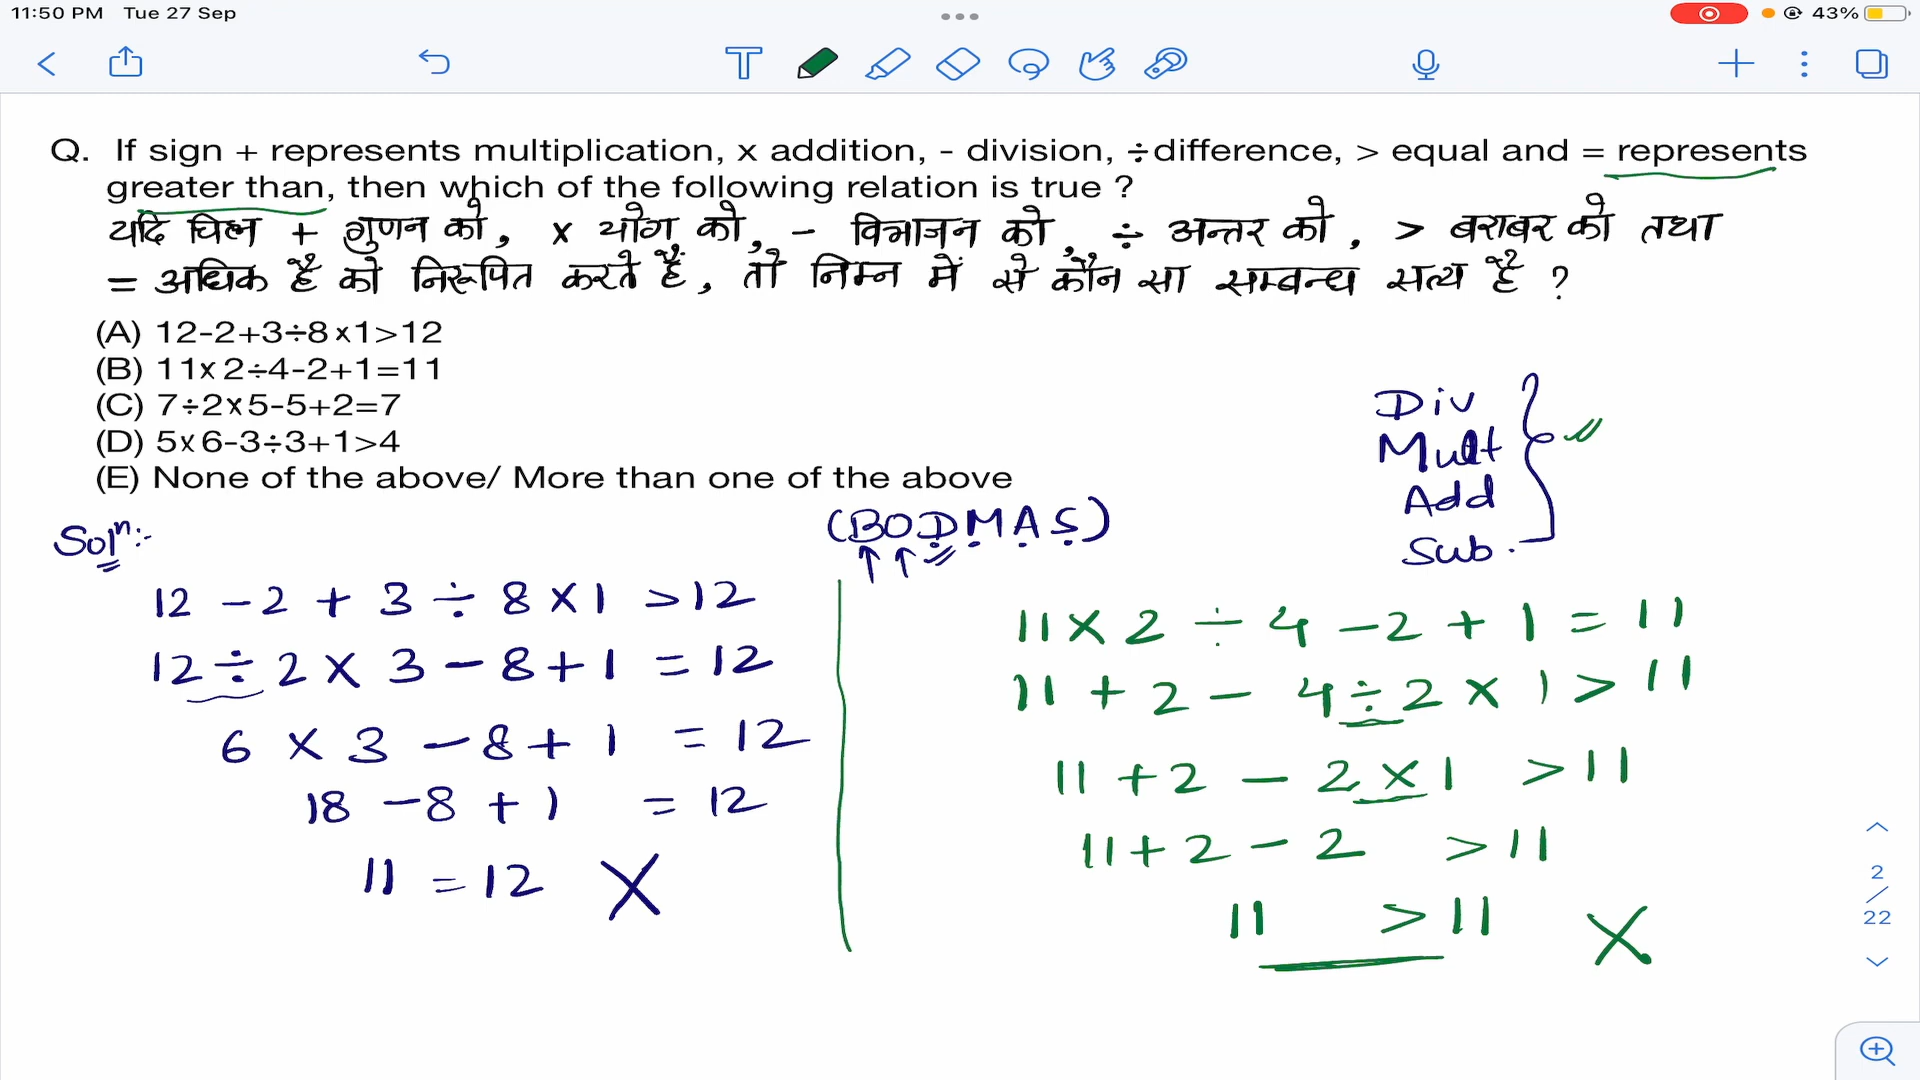 11:50 PM Tue 27 Sep
43%
Q. If sign + represents multiplication, x addition, - division, ÷difference, > equal and = represents
greater than, then which of the following relation is true ?
यदि चिह्न + गुणन को, x योग को, - विभाजन को, ÷ अन्तर को, > बराबर को तथा
= अधिक है को निरूपित करते हैं, तो निम्न में से कौन सा सम्बन्ध सत्य है ?
(A) 12-2+3÷8x1>12
(B) 11x2÷4-2+1=11
(C) 7÷2x5-5+2=7
(D) 5x6-3÷3+1>4
(E) None of the above/ More than one of the above
Div
Mult
Add
Sub.
Solⁿ:-
(BODMAS)
12 - 2 + 3 ÷ 8 x 1 > 12
12 ÷ 2 x 3 - 8 + 1 = 12
6 x 3 - 8 + 1 = 12
18 - 8 + 1 = 12
11 = 12 X
11 x 2 ÷ 4 - 2 + 1 = 11
11 + 2 - 4 ÷ 2 x 1 > 11
11 + 2 - 2 x 1 > 11
11 + 2 - 2 > 11
11 > 11 X
2
/
22